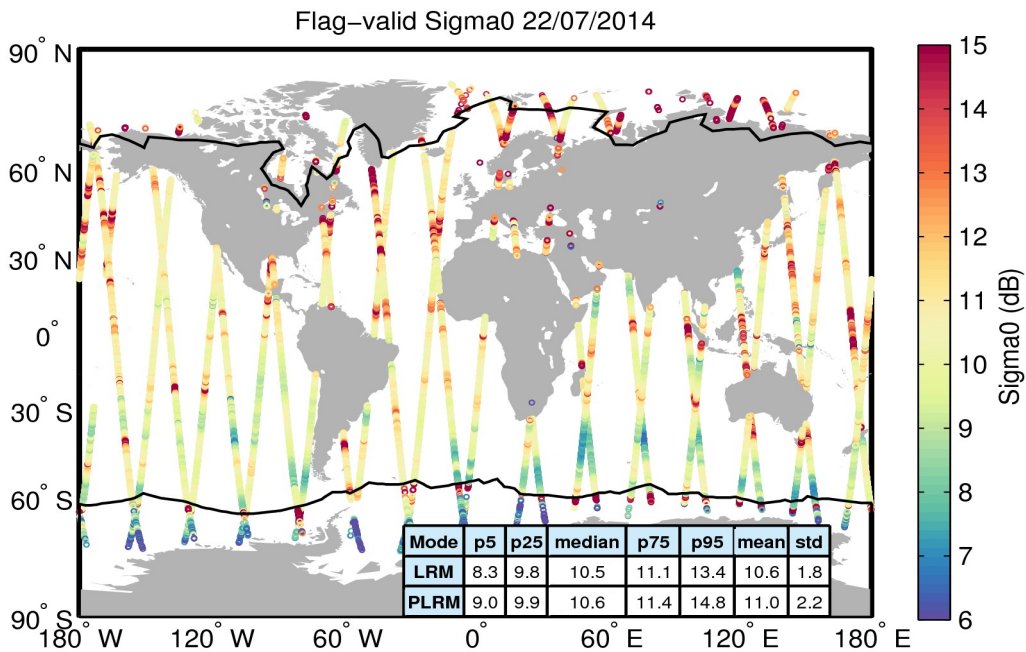 Flag−valid Sigma0 22/07/2014
90° N
60° N
30° N
0°
30° S
60° S
90° S
180° W
120° W
60° W
0°
60° E
120° E
180° E
Mode p5 p25 median p75 p95 mean std
LRM 8.3 9.8 10.5 11.1 13.4 10.6 1.8
PLRM 9.0 9.9 10.6 11.4 14.8 11.0 2.2
15
14
13
12
11
10
9
8
7
6
Sigma0 (dB)